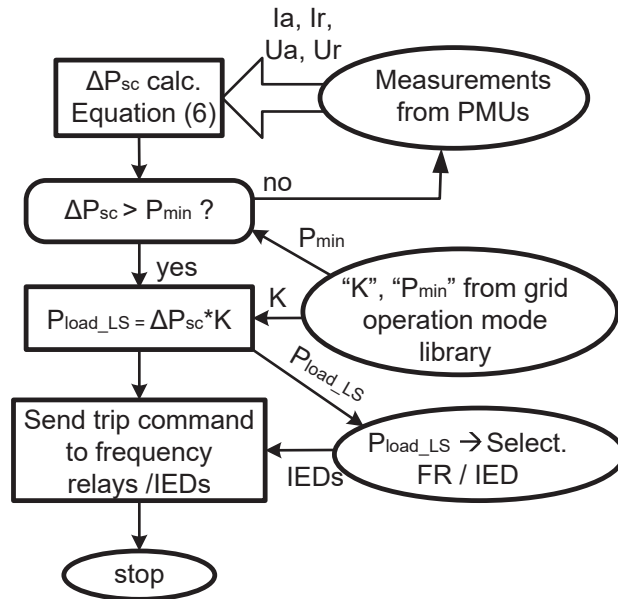 Ia, Ir,
Ua, Ur
ΔPsc calc.
Equation (6)
Measurements
from PMUs
no
ΔPsc > Pmin ?
Pmin
yes
K
"K", "Pmin" from grid
operation mode
library
Pload_LS = ΔPsc*K
Pload_LS
Send trip command
to frequency
relays /IEDs
IEDs
Pload_LS → Select.
FR / IED
stop